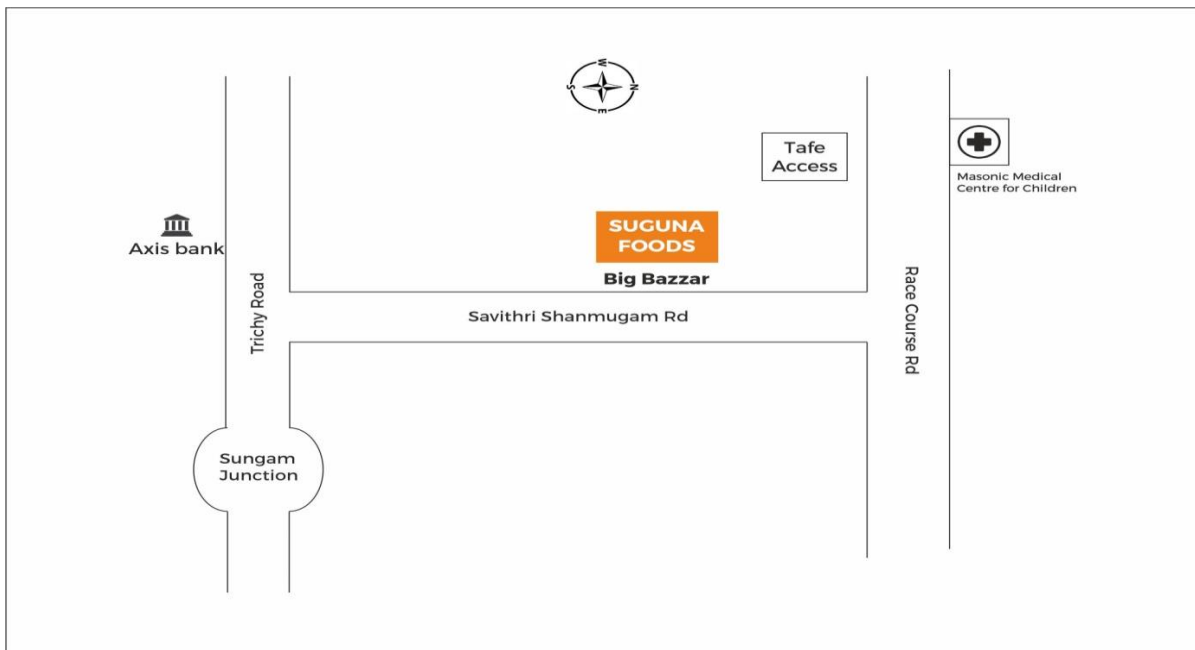 W
S
N
E
Tafe
Access
Masonic Medical
Centre for Children
SUGUNA
FOODS
Axis bank
Big Bazzar
Trichy Road
Savithri Shanmugam Rd
Race Course Rd
Sungam
Junction